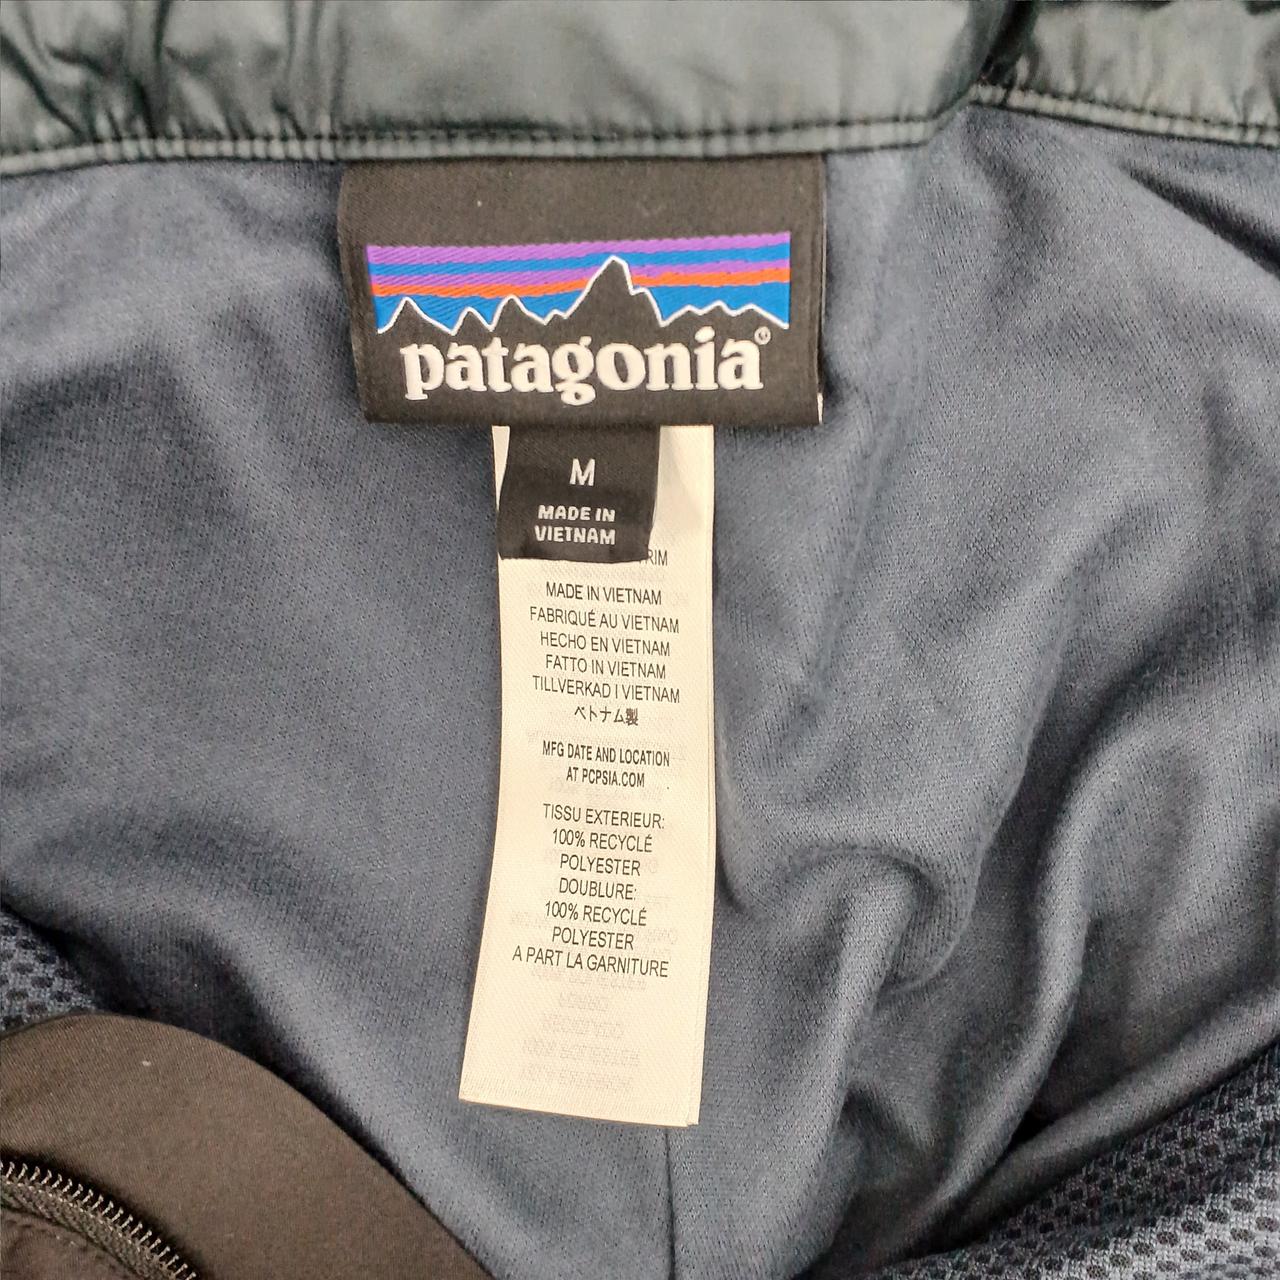 patagonia®
M
MADE IN
VIETNAM
MADE IN VIETNAM
FABRIQUÉ AU VIETNAM
HECHO EN VIETNAM
FATTO IN VIETNAM
TILLVERKAD I VIETNAM
ベトナム製
MFG DATE AND LOCATION
AT PCPSIA.COM
TISSU EXTERIEUR:
100% RECYCLÉ
POLYESTER
DOUBLURE:
100% RECYCLÉ
POLYESTER
A PART LA GARNITURE